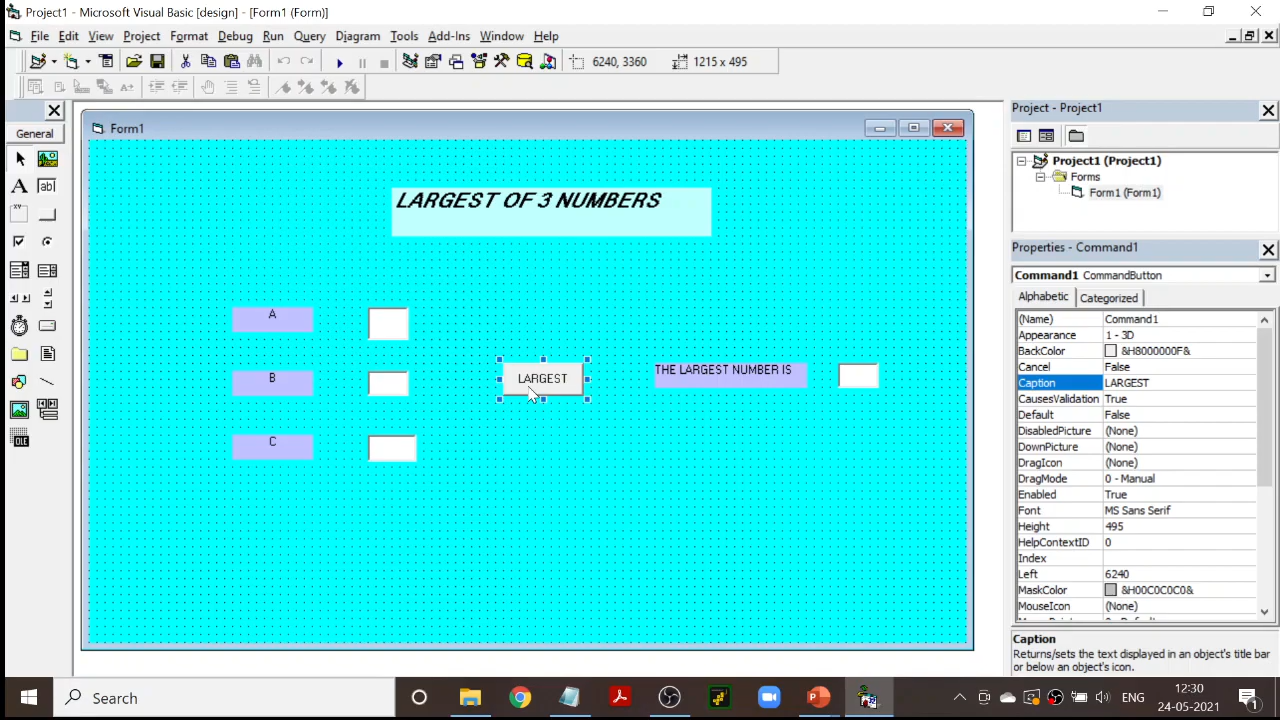 Project1 - Microsoft Visual Basic [design] - [Form1 (Form)]
File Edit View Project Format Debug Run Query Diagram Tools Add-Ins Window Help
6240, 3360 1215 x 495
General
Form1
LARGEST OF 3 NUMBERS
A
B
C
LARGEST
THE LARGEST NUMBER IS
A
ab|
XY
OLE
Project - Project1
Project1 (Project1)
Forms
Form1 (Form1)
Properties - Command1
Command1 CommandButton
Alphabetic Categorized
(Name) Command1
Appearance 1 - 3D
BackColor &H8000000F&
Cancel False
Caption LARGEST
CausesValidation True
Default False
DisabledPicture (None)
DownPicture (None)
DragIcon (None)
DragMode 0 - Manual
Enabled True
Font MS Sans Serif
Height 495
HelpContextID 0
Index
Left 6240
MaskColor &H00C0C0C0&
MouseIcon (None)
Caption
Returns/sets the text displayed in an object's title bar
or below an object's icon.
Search
ENG
12:30
24-05-2021
1